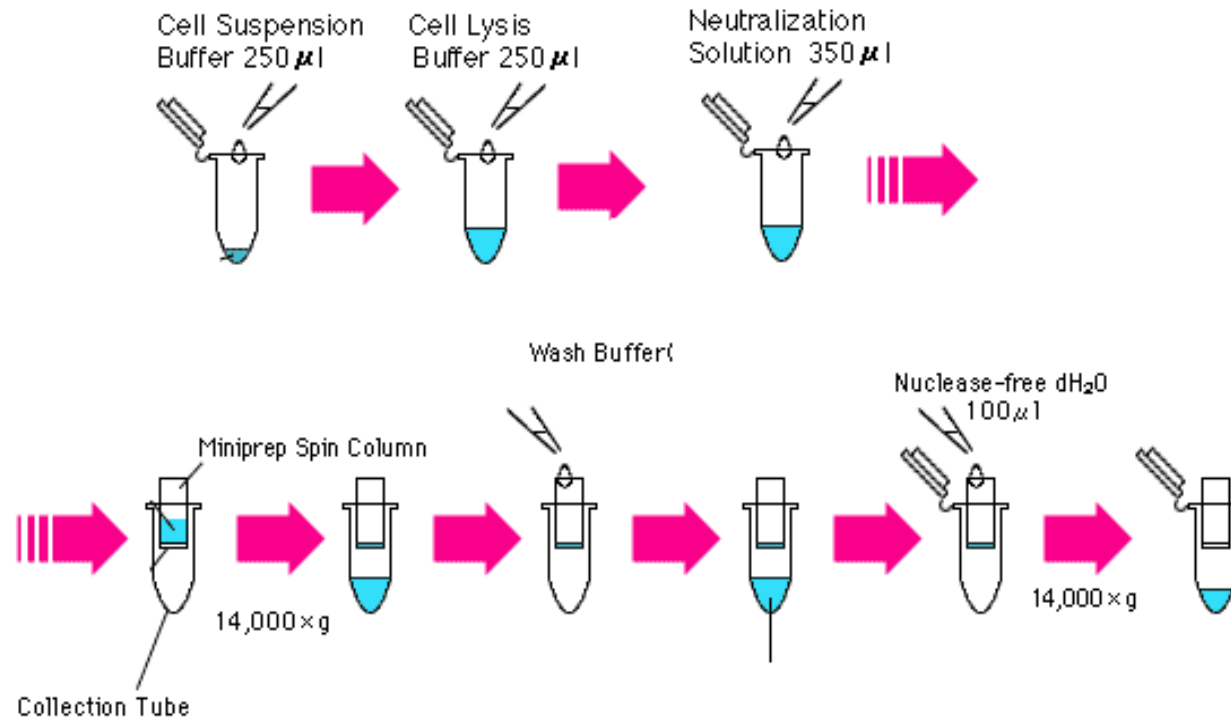 Cell Suspension
Buffer 250 μl
Cell Lysis
Buffer 250 μl
Neutralization
Solution 350 μl
Wash Buffer(
Nuclease-free dH₂O
100μl
Miniprep Spin Column
14,000×g
14,000×g
Collection Tube